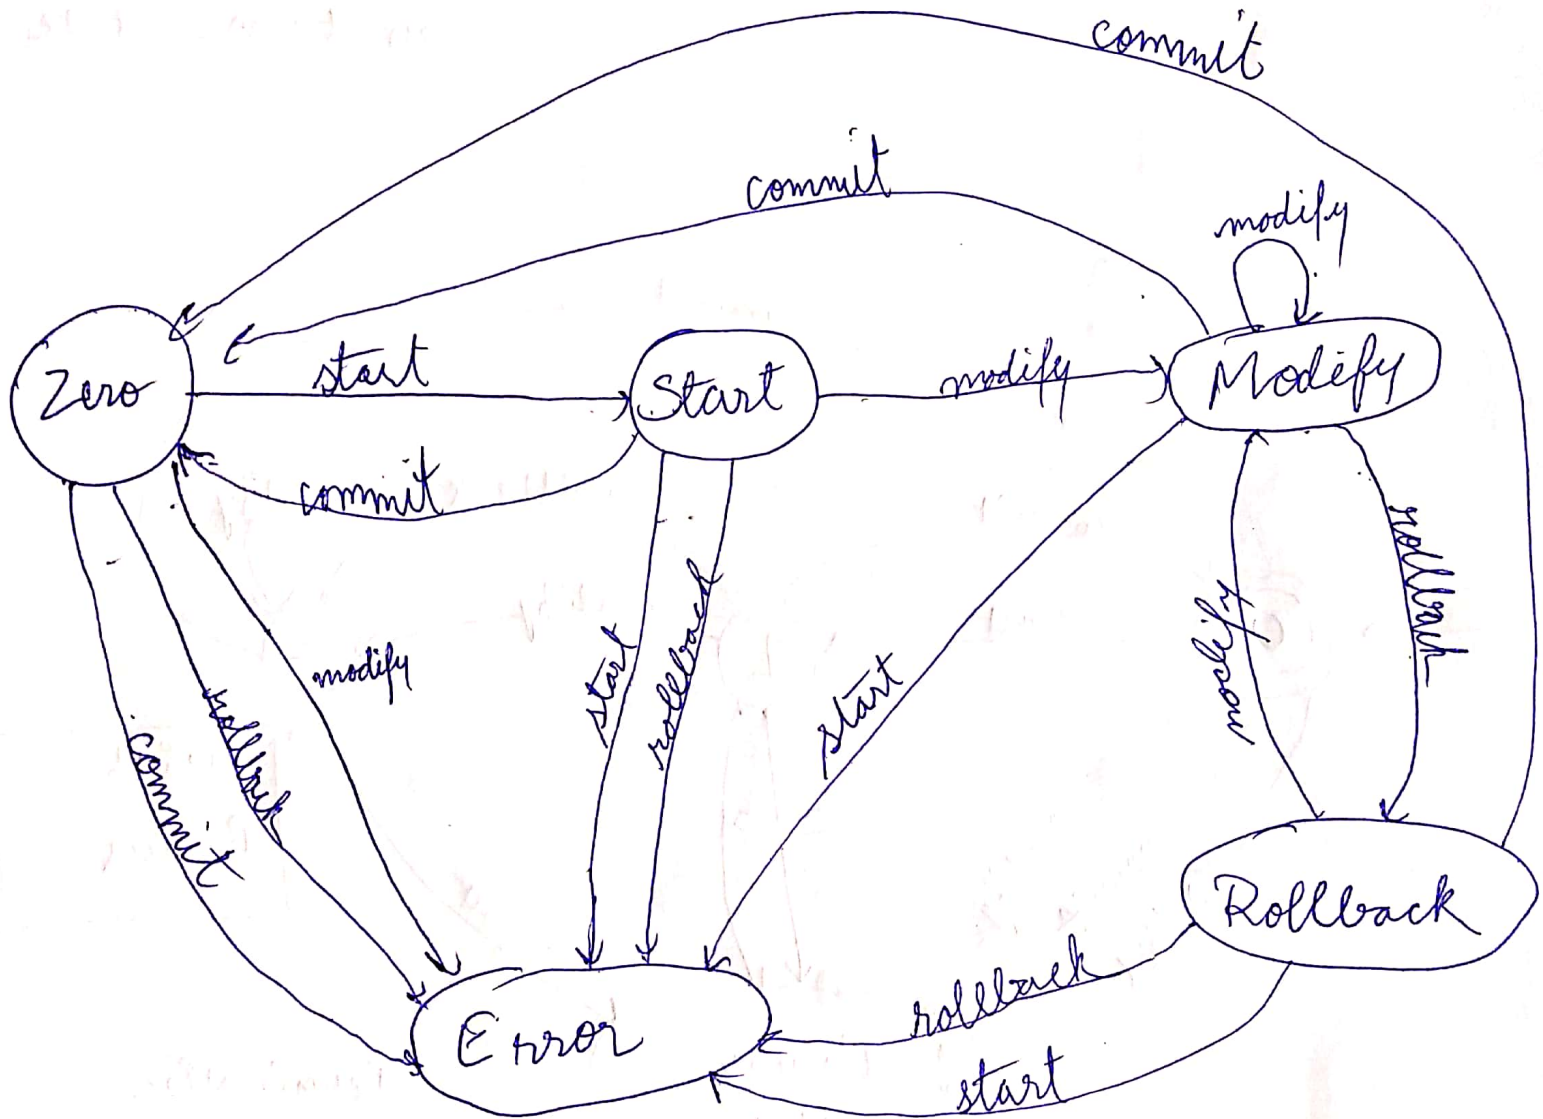 commit
commit
modify
Zero
start
Start
modify
Modify
commit
rollback
modify
start
rollback
modify
start
rollback
commit
Rollback
rollback
Error
start